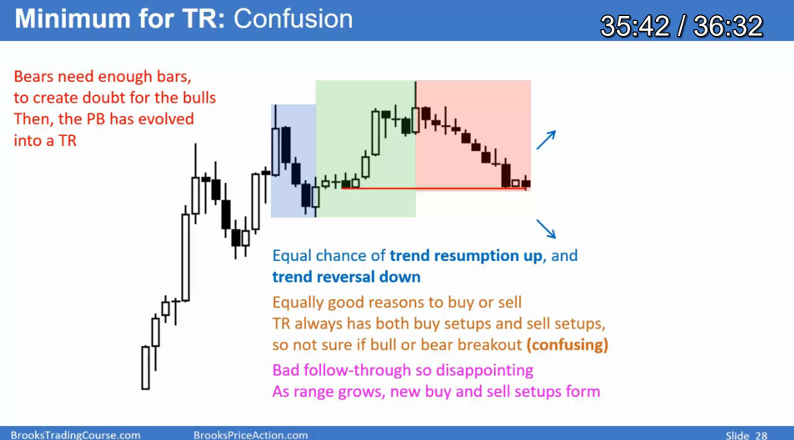 Minimum for TR: Confusion
35:42 / 36:32
Bears need enough bars,
to create doubt for the bulls
Then, the PB has evolved
into a TR
Equal chance of trend resumption up, and
trend reversal down
Equally good reasons to buy or sell
TR always has both buy setups and sell setups,
so not sure if bull or bear breakout (confusing)
Bad follow-through so disappointing
As range grows, new buy and sell setups form
BrooksTradingCourse.com
BrooksPriceAction.com
Slide 28